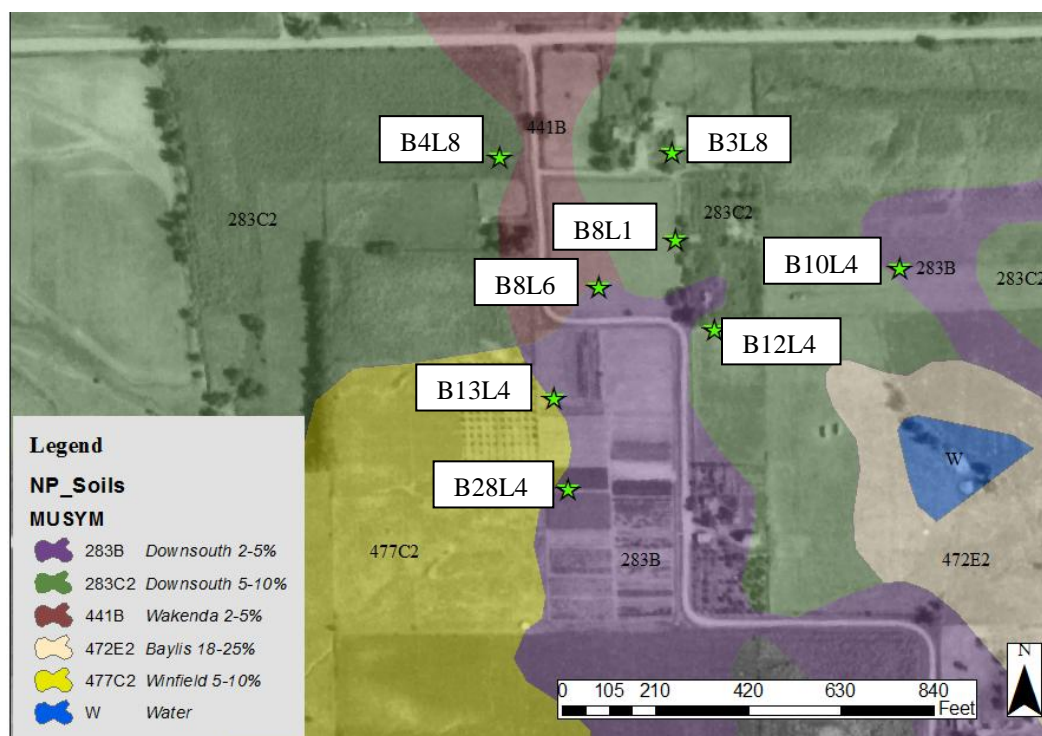 441B
B4L8
B3L8
283C2
283C2
B8L1
B10L4
283B
283C2
B8L6
B12L4
B13L4
W
B28L4
477C2
283B
472E2
Legend
NP_Soils
MUSYM
283B Downsouth 2-5%
283C2 Downsouth 5-10%
441B Wakenda 2-5%
472E2 Baylis 18-25%
477C2 Winfield 5-10%
W Water
N
0 105 210 420 630 840
Feet